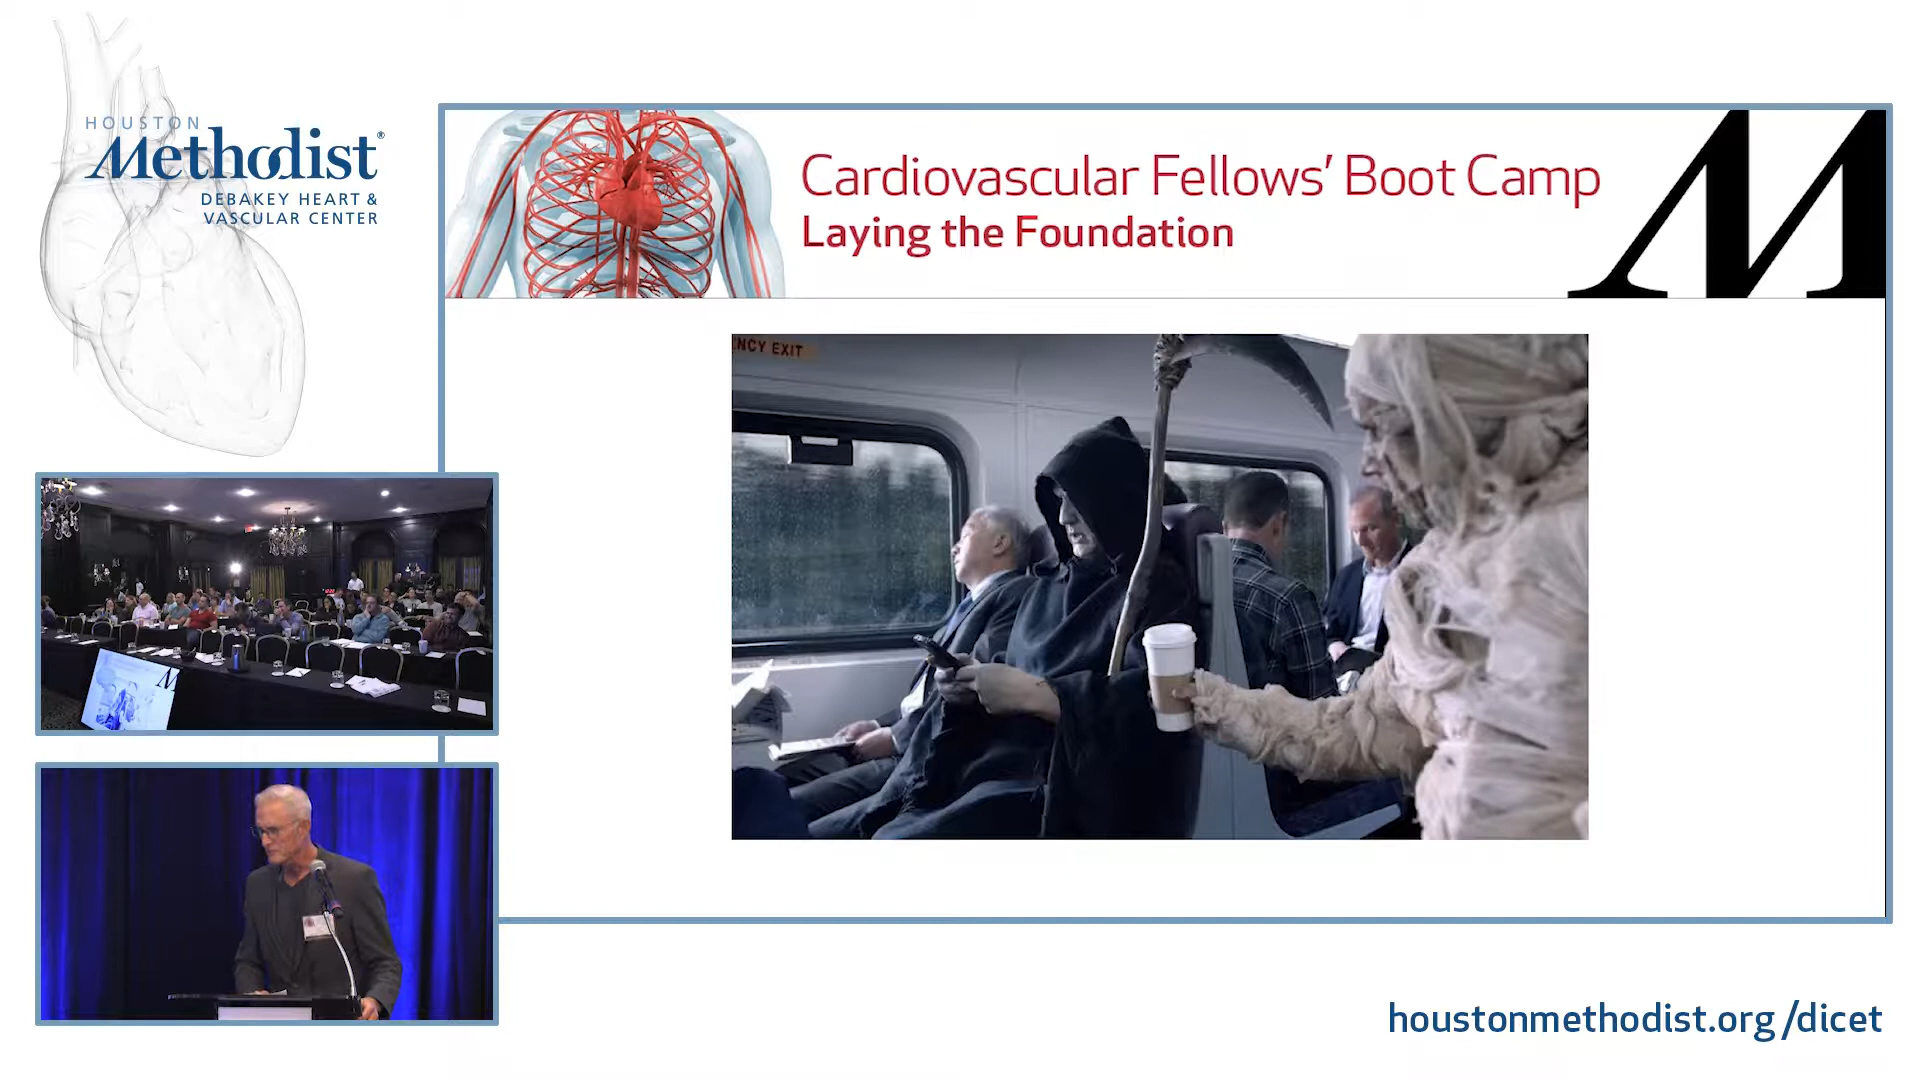 HOUSTON
Methodist®
DEBAKEY HEART &
VASCULAR CENTER
Cardiovascular Fellows’ Boot Camp
Laying the Foundation
M
NCY EXIT
houstonmethodist.org/dicet